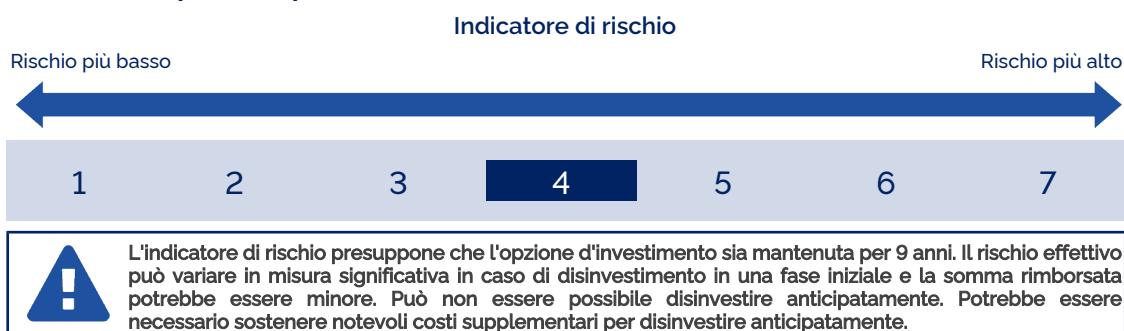 Indicatore di rischio
Rischio più basso Rischio più alto
1 2 3 4 5 6 7
L'indicatore di rischio presuppone che l'opzione d'investimento sia mantenuta per 9 anni. Il rischio effettivo
può variare in misura significativa in caso di disinvestimento in una fase iniziale e la somma rimborsata
potrebbe essere minore. Può non essere possibile disinvestire anticipatamente. Potrebbe essere
necessario sostenere notevoli costi supplementari per disinvestire anticipatamente.